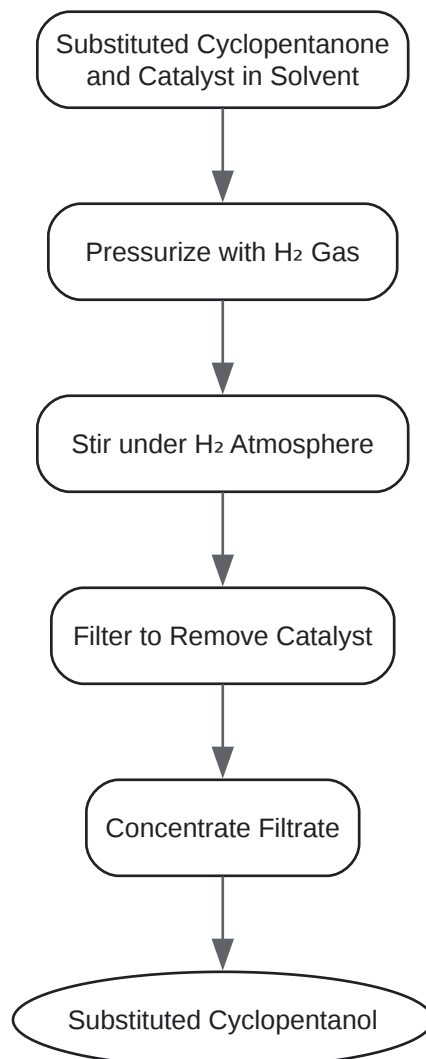 Substituted Cyclopentanone
and Catalyst in Solvent
Pressurize with H₂ Gas
Stir under H₂ Atmosphere
Filter to Remove Catalyst
Concentrate Filtrate
Substituted Cyclopentanol